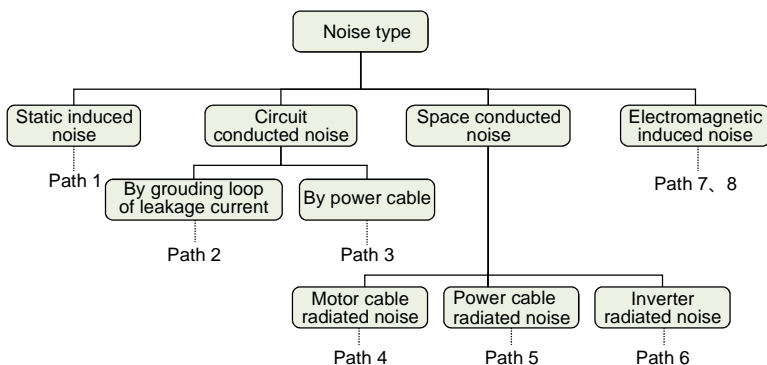 Noise type
Static induced
noise
Circuit
conducted noise
Space conducted
noise
Electromagnetic
induced noise
Path 1
By grouding loop
of leakage current
By power cable
Path 7、8
Path 2
Path 3
Motor cable
radiated noise
Power cable
radiated noise
Inverter
radiated noise
Path 4
Path 5
Path 6